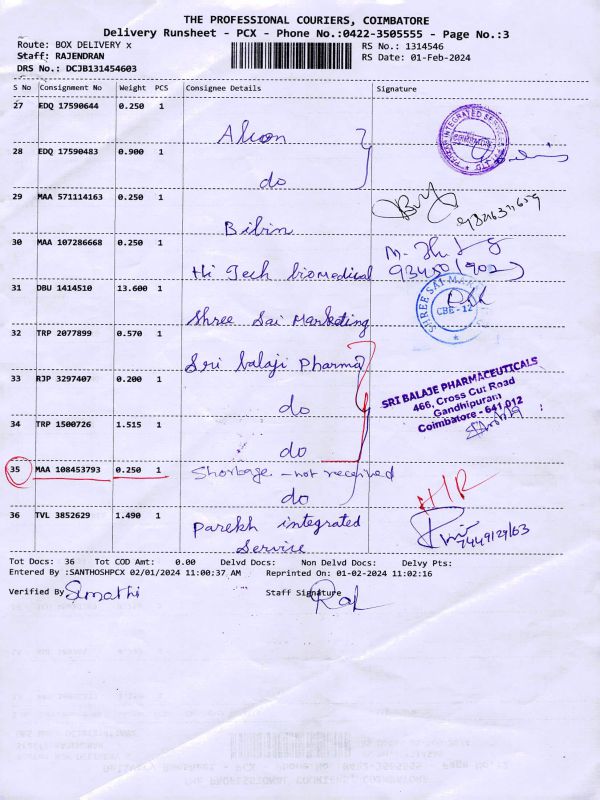 THE PROFESSIONAL COURIERS, COIMBATORE
Delivery Runsheet - PCX - Phone No.:0422-3505555 - Page No.:3
Route: BOX DELIVERY x
RS No.: 1314546
Staff: RAJENDRAN
RS Date: 01-Feb-2024
DRS No.: DCJB131454603
S No Consignment No Weight PCS Consignee Details Signature
27 EDQ 17590644 0.250 1
Alcon
28 EDQ 17590483 0.900 1
do
29 MAA 571114163 0.250 1
Bibin
30 MAA 107286668 0.250 1
Hi Tech biomedical
31 DBU 1414510 13.600 1
Shree Sai Marketing
SHREE SAI
CBE - 12
32 TRP 2077899 0.570 1
Sri balaji Pharma
33 RJP 3297407 0.200 1
do
SRI BALAJE PHARMACEUTICALS
466, Cross Cut Road
Gandhipuram
Coimbatore - 641 012
34 TRP 1500726 1.515 1
do
35 MAA 108453793 0.250 1
Shortage - not received
do
36 TVL 3852629 1.490 1
Parekh integrated
Service
Tot Docs: 36 Tot COD Amt: 0.00 Delvd Docs: Non Delvd Docs: Delvy Pts:
Entered By :SANTHOSHPCX 02/01/2024 11:00:37 AM Reprinted On: 01-02-2024 11:02:16
Verified By Sumathi Staff Signature